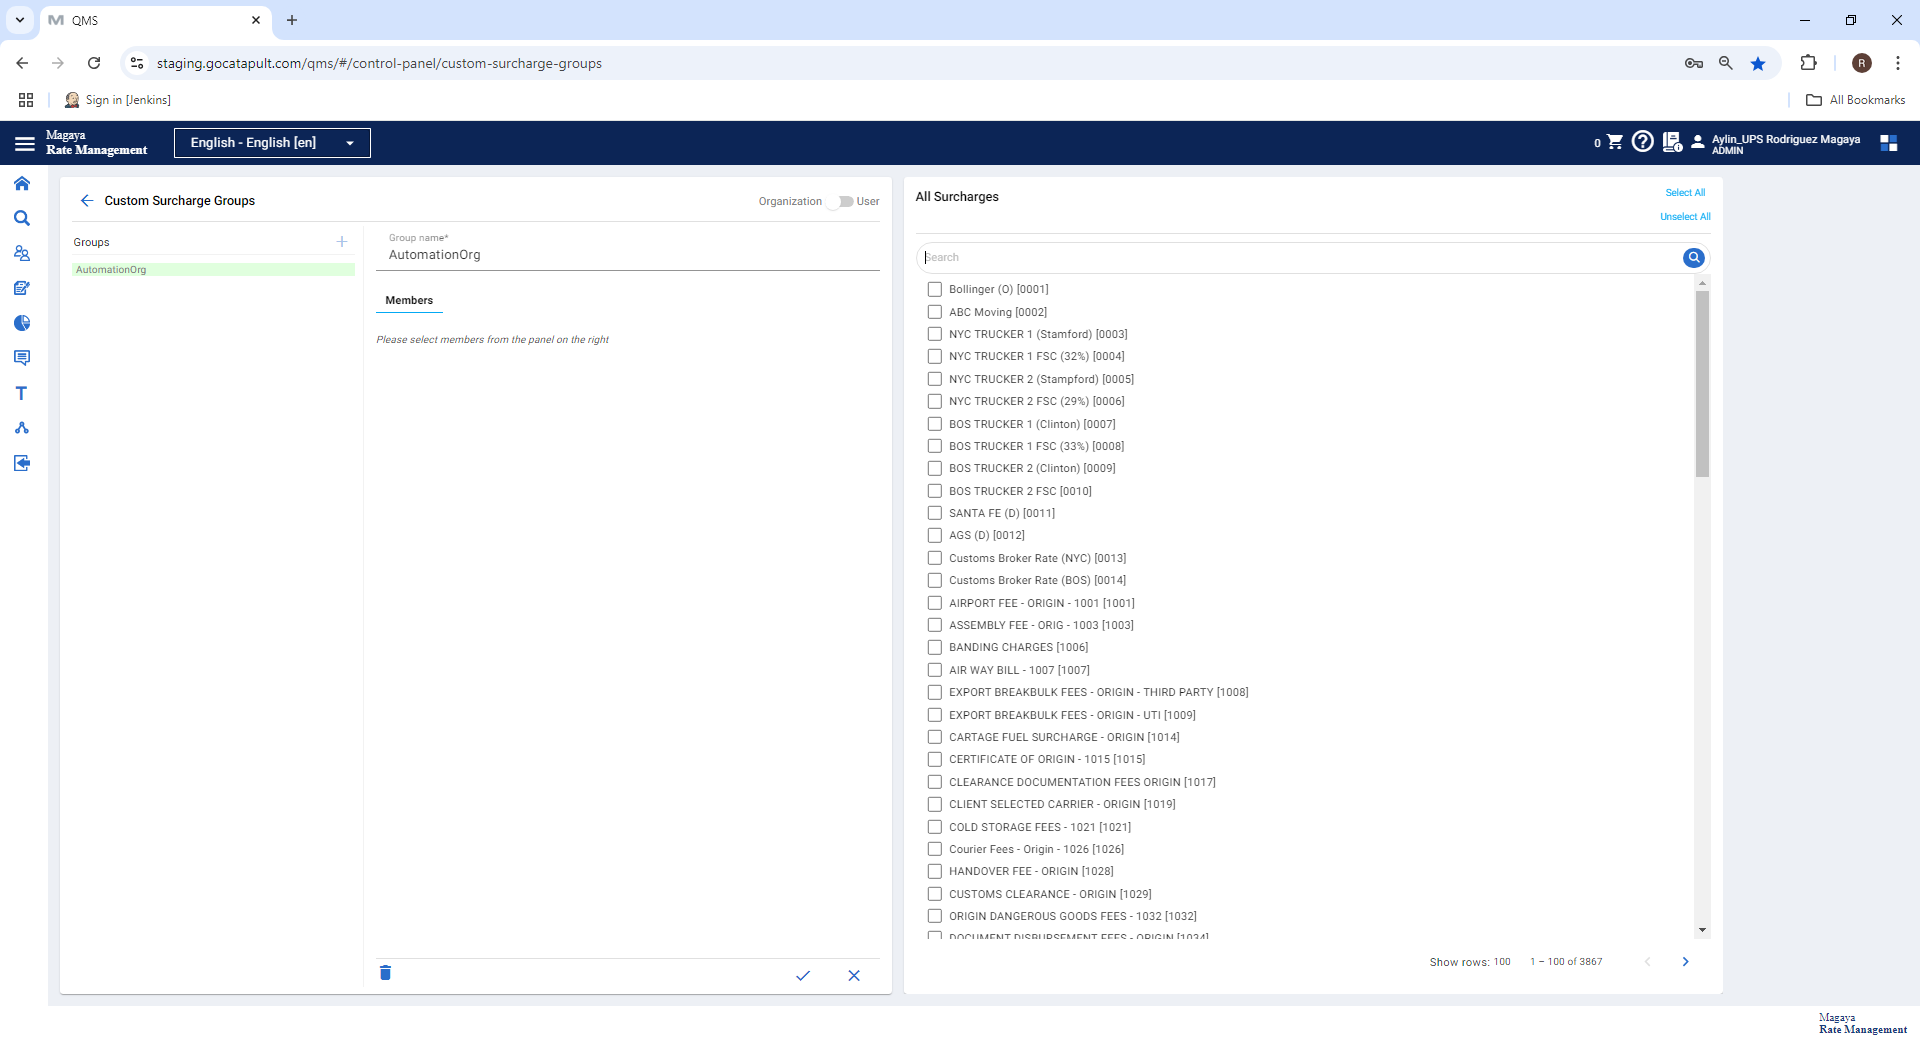 QMS
staging.gocatapult.com/qms/#/control-panel/custom-surcharge-groups
R
Sign in [Jenkins]
All Bookmarks
Magaya
Rate Management
English - English [en]
0
Aylin_UPS Rodriguez Magaya
ADMIN
Custom Surcharge Groups
Organization
User
Groups
AutomationOrg
Group name*
AutomationOrg
Members
Please select members from the panel on the right
All Surcharges
Select All
Unselect All
Search
Bollinger (O) [0001]
ABC Moving [0002]
NYC TRUCKER 1 (Stamford) [0003]
NYC TRUCKER 1 FSC (32%) [0004]
NYC TRUCKER 2 (Stampford) [0005]
NYC TRUCKER 2 FSC (29%) [0006]
BOS TRUCKER 1 (Clinton) [0007]
BOS TRUCKER 1 FSC (33%) [0008]
BOS TRUCKER 2 (Clinton) [0009]
BOS TRUCKER 2 FSC [0010]
SANTA FE (D) [0011]
AGS (D) [0012]
Customs Broker Rate (NYC) [0013]
Customs Broker Rate (BOS) [0014]
AIRPORT FEE - ORIGIN - 1001 [1001]
ASSEMBLY FEE - ORIG - 1003 [1003]
BANDING CHARGES [1006]
AIR WAY BILL - 1007 [1007]
EXPORT BREAKBULK FEES - ORIGIN - THIRD PARTY [1008]
EXPORT BREAKBULK FEES - ORIGIN - UTI [1009]
CARTAGE FUEL SURCHARGE - ORIGIN [1014]
CERTIFICATE OF ORIGIN - 1015 [1015]
CLEARANCE DOCUMENTATION FEES ORIGIN [1017]
CLIENT SELECTED CARRIER - ORIGIN [1019]
COLD STORAGE FEES - 1021 [1021]
Courier Fees - Origin - 1026 [1026]
HANDOVER FEE - ORIGIN [1028]
CUSTOMS CLEARANCE - ORIGIN [1029]
ORIGIN DANGEROUS GOODS FEES - 1032 [1032]
DOCUMENT DISBURSEMENT FEES - ORIGIN [1034]
Show rows: 100
1 – 100 of 3867
Magaya
Rate Management